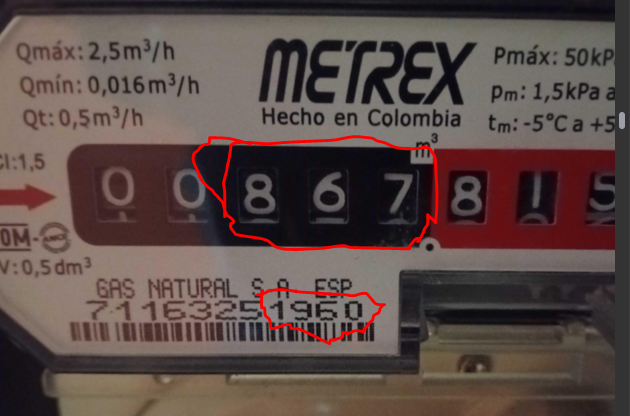 Qmáx: 2,5m³/h
Qmín: 0,016m³/h
Qt: 0,5m³/h
METREX
Hecho en Colombia
Pmáx: 50kP
pm: 1,5kPa a
tm: -5°C a +5
CI:1,5
m³
0 0 8 6 7 8 1 5
V: 0,5dm³
GAS NATURAL S A ESP
71163251960